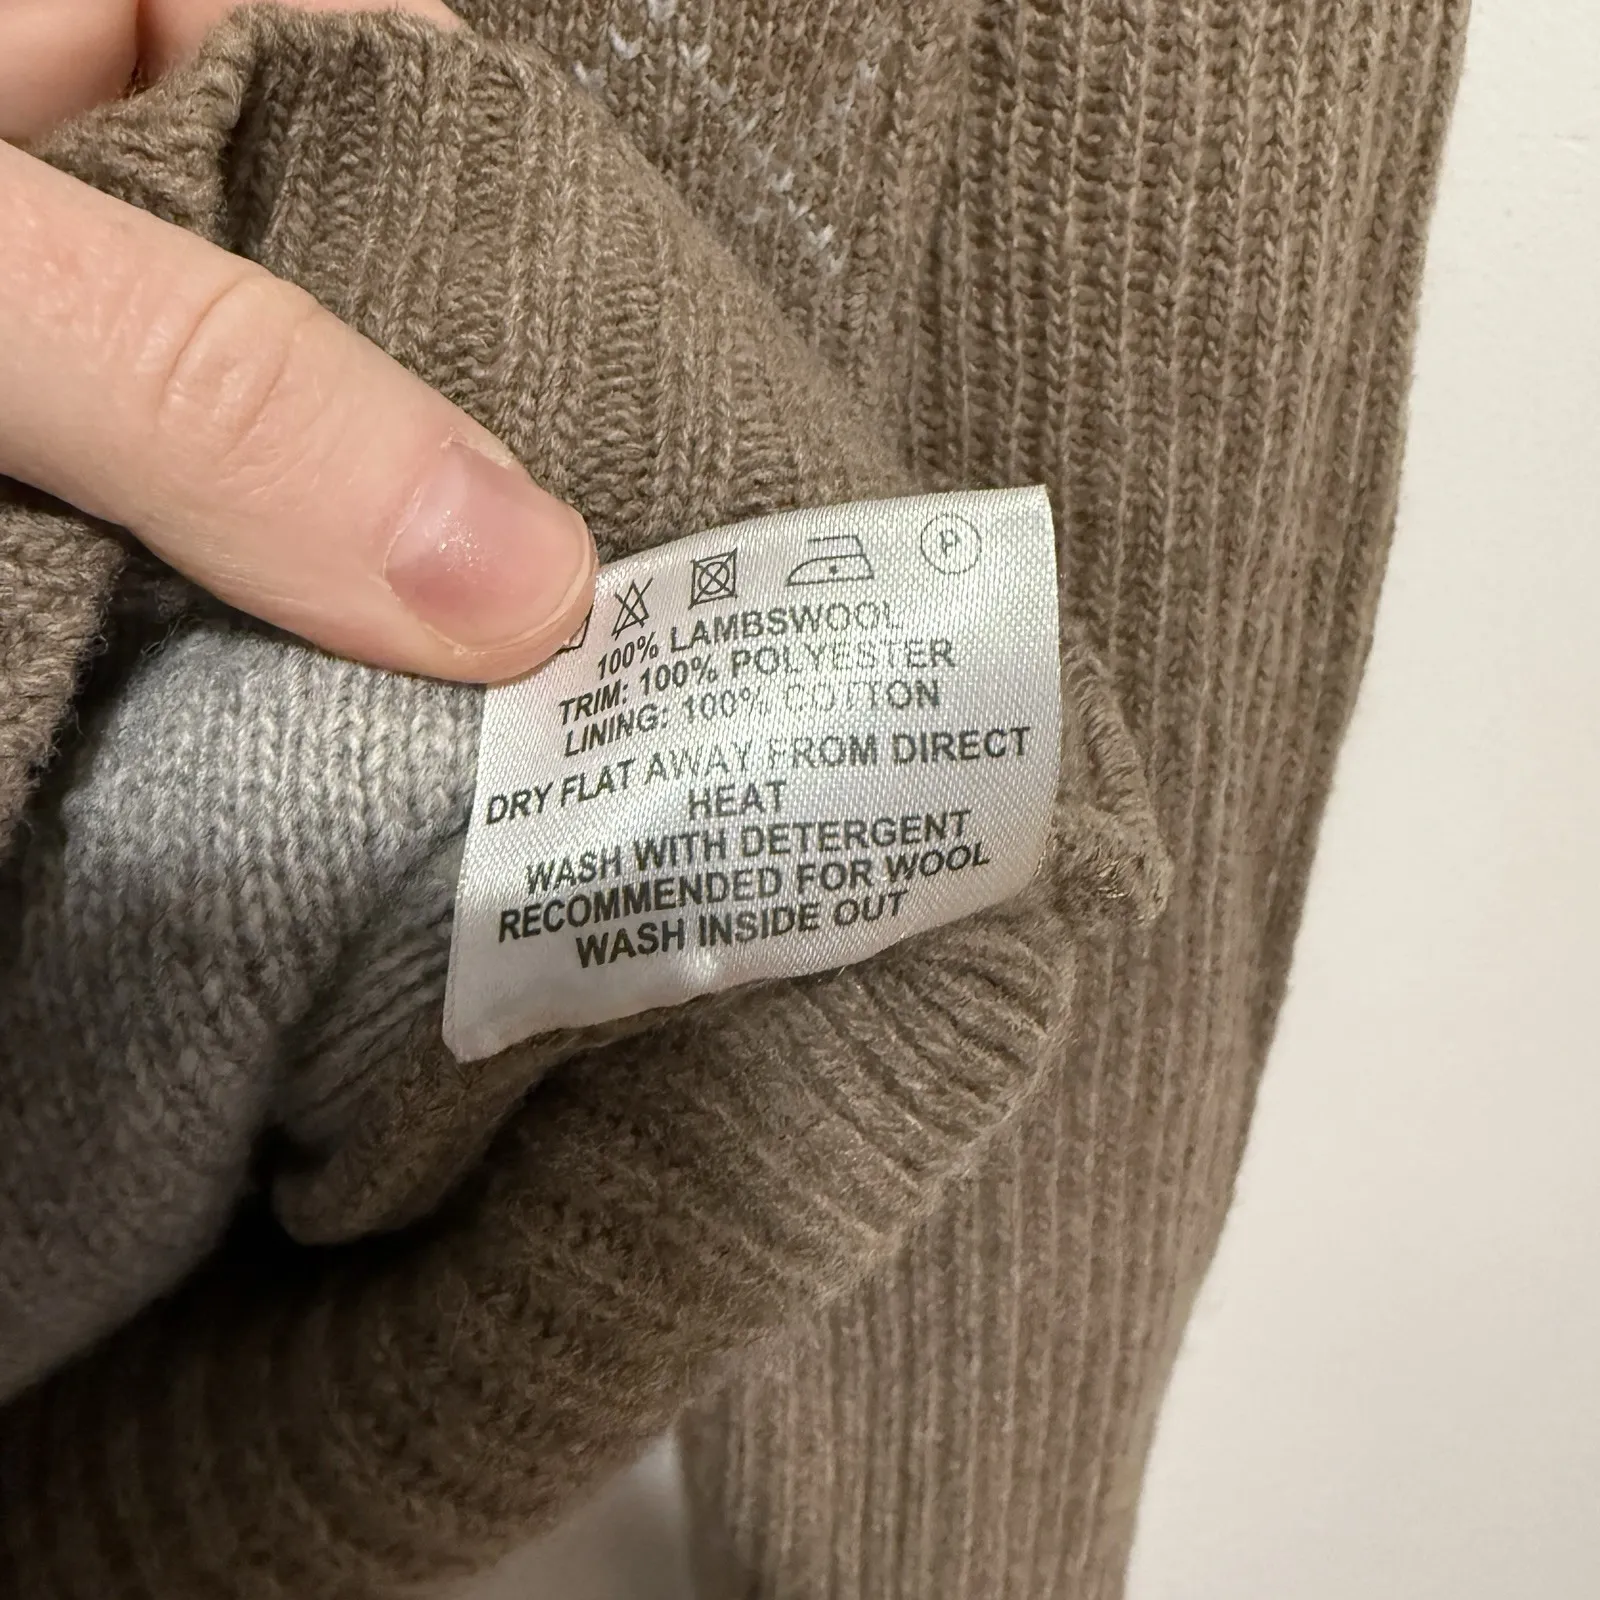 P
100% LAMBSWOOL
TRIM: 100% POLYESTER
LINING: 100% COTTON
DRY FLAT AWAY FROM DIRECT
HEAT
WASH WITH DETERGENT
RECOMMENDED FOR WOOL
WASH INSIDE OUT